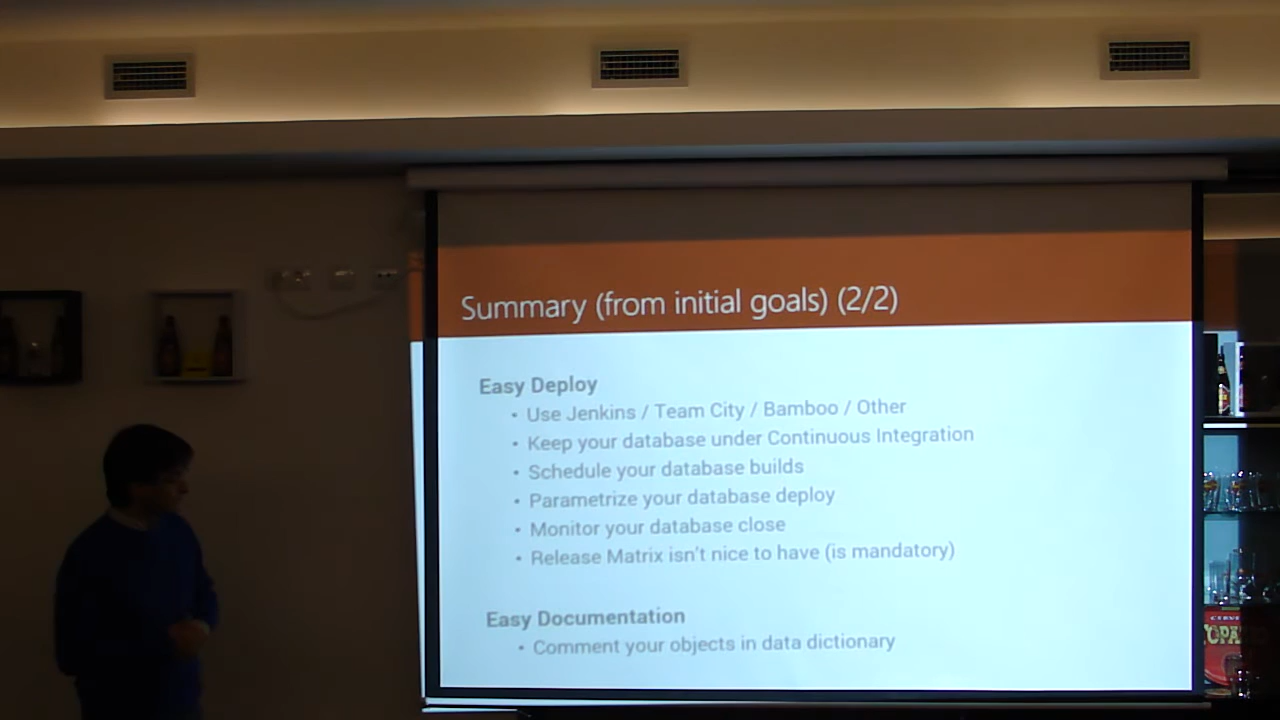 Summary (from initial goals) (2/2)
Easy Deploy
• Use Jenkins / Team City / Bamboo / Other
• Keep your database under Continuous Integration
• Schedule your database builds
• Parametrize your database deploy
• Monitor your database close
• Release Matrix isn't nice to have (is mandatory)
Easy Documentation
• Comment your objects in data dictionary